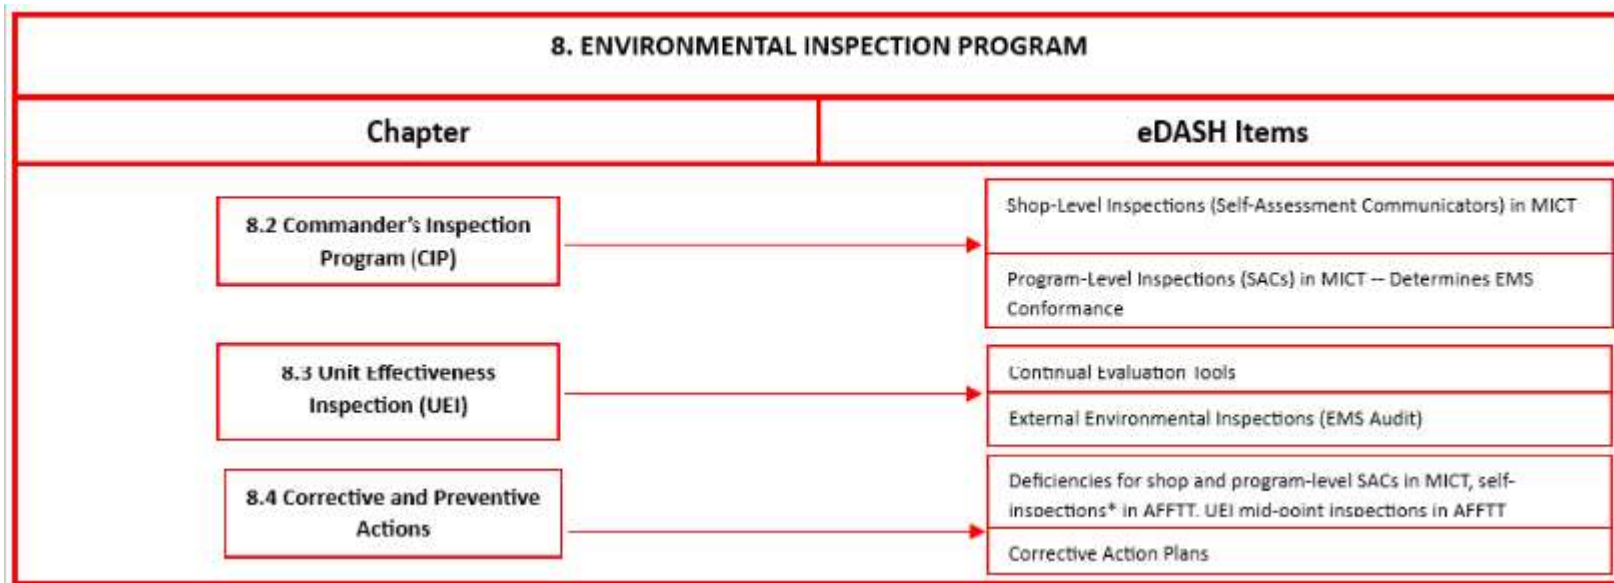 8. ENVIRONMENTAL INSPECTION PROGRAM
Chapter
eDASH Items
8.2 Commander's Inspection
Program (CIP)
Shop-Level Inspections (Self-Assessment Communicators) in MICT
Program-Level Inspections (SACs) in MICT -- Determines EMS
Conformance
8.3 Unit Effectiveness
Inspection (UEI)
Continual Evaluation Tools
External Environmental Inspections (EMS Audit)
8.4 Corrective and Preventive
Actions
Deficiencies for shop and program-level SACs in MICT, self-
inspections* in AFFTT. UEI mid-point inspections in AFFTT
Corrective Action Plans